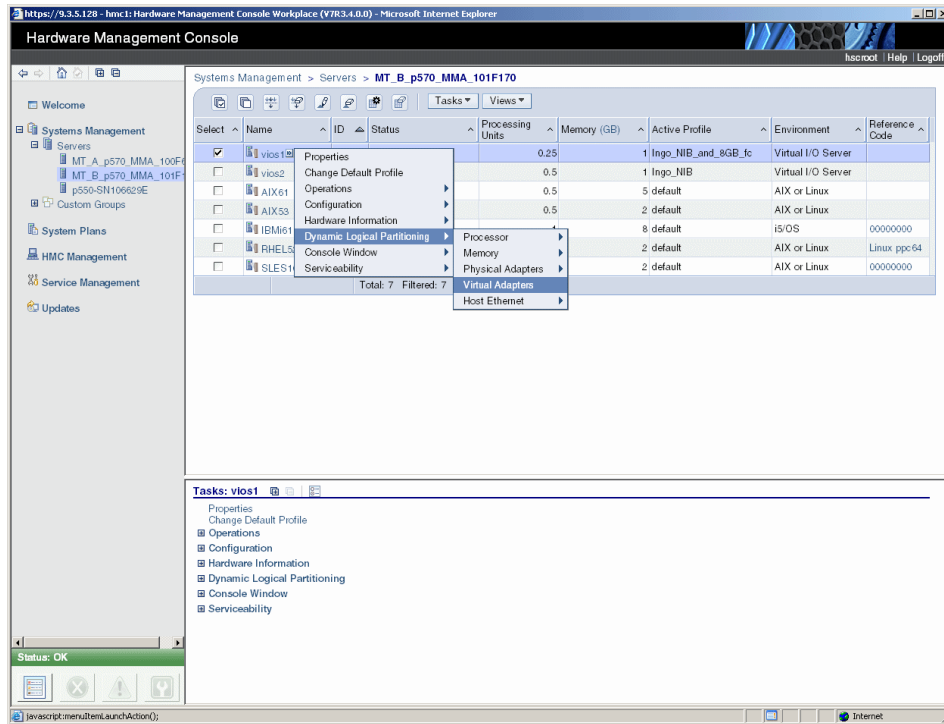 https://9.3.5.128 - hmc1: Hardware Management Console Workplace (V7R3.4.0.0) - Microsoft Internet Explorer
Hardware Management Console
hscroot | Help | Logoff
Systems Management > Servers > MT_B_p570_MMA_101F170
Tasks Views
Welcome
Systems Management
Servers
MT_A_p570_MMA_100F6
MT_B_p570_MMA_101F1
p550-SN106629E
Custom Groups
System Plans
HMC Management
Service Management
Updates
Select Name ID Status Processing Units Memory (GB) Active Profile Environment Reference Code
vios1 0.25 1 Ingo_NIB_and_8GB_fc Virtual I/O Server
vios2 0.5 1 Ingo_NIB Virtual I/O Server
AIX61 0.5 5 default AIX or Linux
AIX53 0.5 2 default AIX or Linux
IBMi61 8 default i5/OS 00000000
RHEL5 2 default AIX or Linux Linux ppc64
SLES1 2 default AIX or Linux 00000000
Total: 7 Filtered: 7
Properties
Change Default Profile
Operations
Configuration
Hardware Information
Dynamic Logical Partitioning
Console Window
Serviceability
Processor
Memory
Physical Adapters
Virtual Adapters
Host Ethernet
Tasks: vios1
Properties
Change Default Profile
Operations
Configuration
Hardware Information
Dynamic Logical Partitioning
Console Window
Serviceability
Status: OK
javascript:menuItemLaunchAction();
Internet